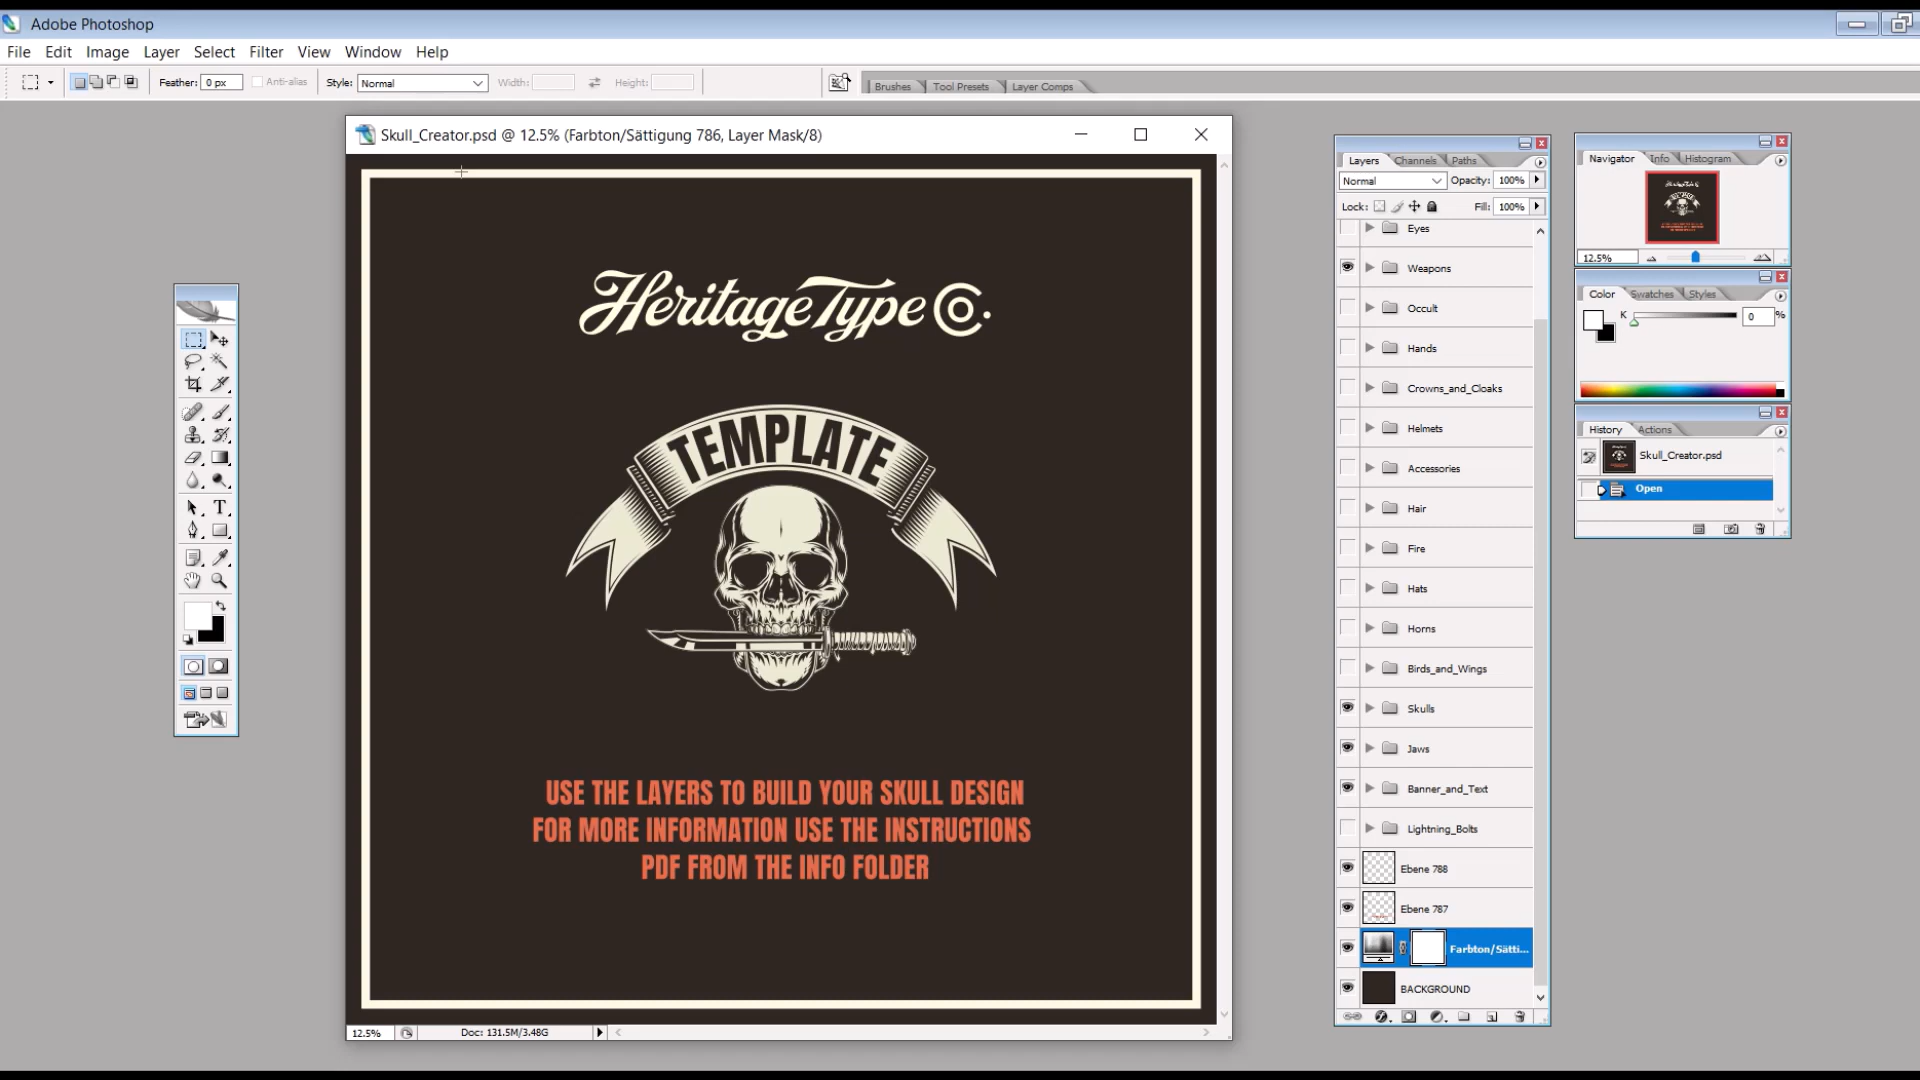 Adobe Photoshop
File Edit Image Layer Select Filter View Window Help
Feather: 0 px Anti-alias Style: Normal Width: Height: Brushes Tool Presets Layer Comps
Skull_Creator.psd @ 12.5% (Farbton/Sättigung 786, Layer Mask/8)
Heritage Type Co.
TEMPLATE
USE THE LAYERS TO BUILD YOUR SKULL DESIGN
FOR MORE INFORMATION USE THE INSTRUCTIONS
PDF FROM THE INFO FOLDER
12.5% Doc: 131.5M/3.48G
Layers Channels Paths
Normal Opacity: 100%
Lock: Fill: 100%
Eyes
Weapons
Occult
Hands
Crowns_and_Cloaks
Helmets
Accessories
Hair
Fire
Hats
Horns
Birds_and_Wings
Skulls
Jaws
Banner_and_Text
Lightning_Bolts
Ebene 788
Ebene 787
Farbton/Sätti...
BACKGROUND
Navigator Info Histogram
12.5%
Color Swatches Styles
K 0 %
History Actions
Skull_Creator.psd
Open